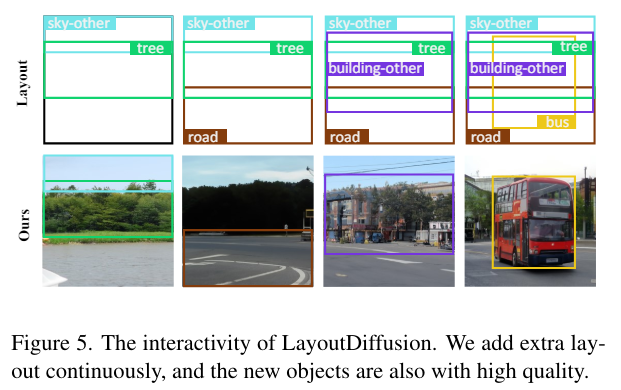 Layout
sky-other
tree
sky-other
tree
road
sky-other
tree
building-other
road
sky-other
tree
building-other
bus
road
Ours
Figure 5. The interactivity of LayoutDiffusion. We add extra lay-
out continuously, and the new objects are also with high quality.